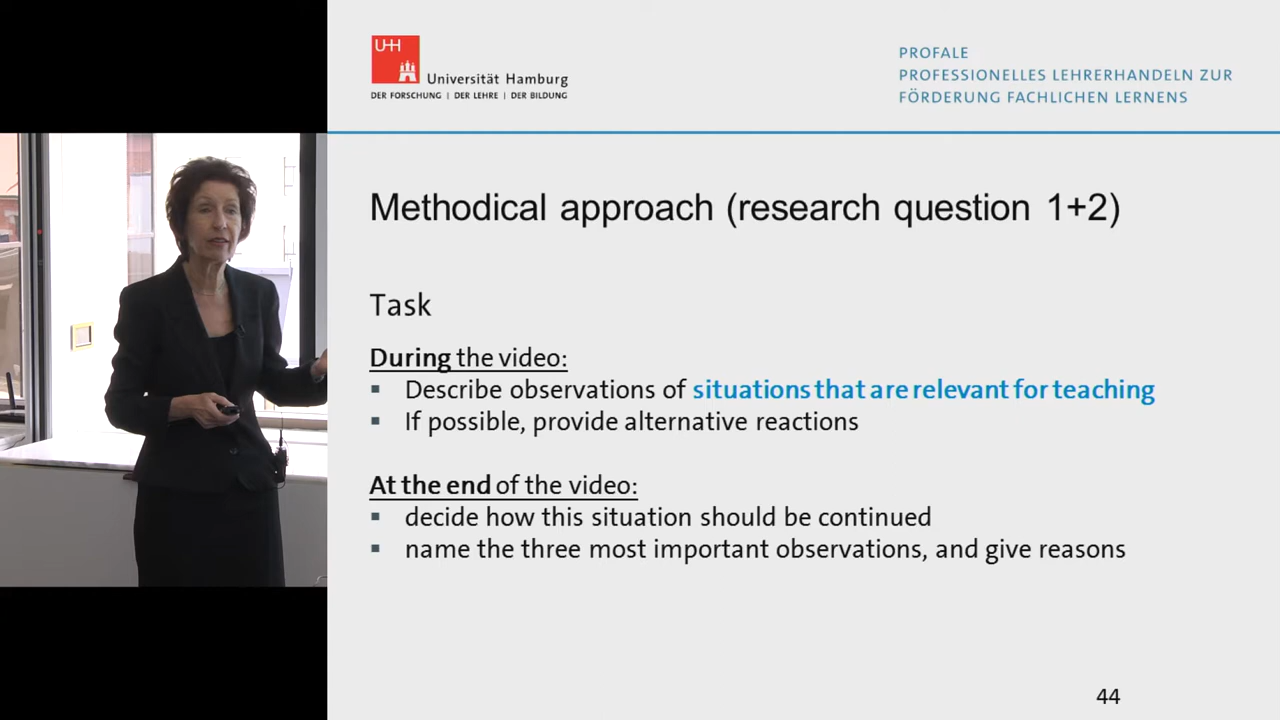 UHH
Universität Hamburg
DER FORSCHUNG | DER LEHRE | DER BILDUNG
PROFALE
PROFESSIONELLES LEHRERHANDELN ZUR
FÖRDERUNG FACHLICHEN LERNENS
Methodical approach (research question 1+2)
Task
During the video:
▪ Describe observations of situations that are relevant for teaching
▪ If possible, provide alternative reactions
At the end of the video:
▪ decide how this situation should be continued
▪ name the three most important observations, and give reasons
44